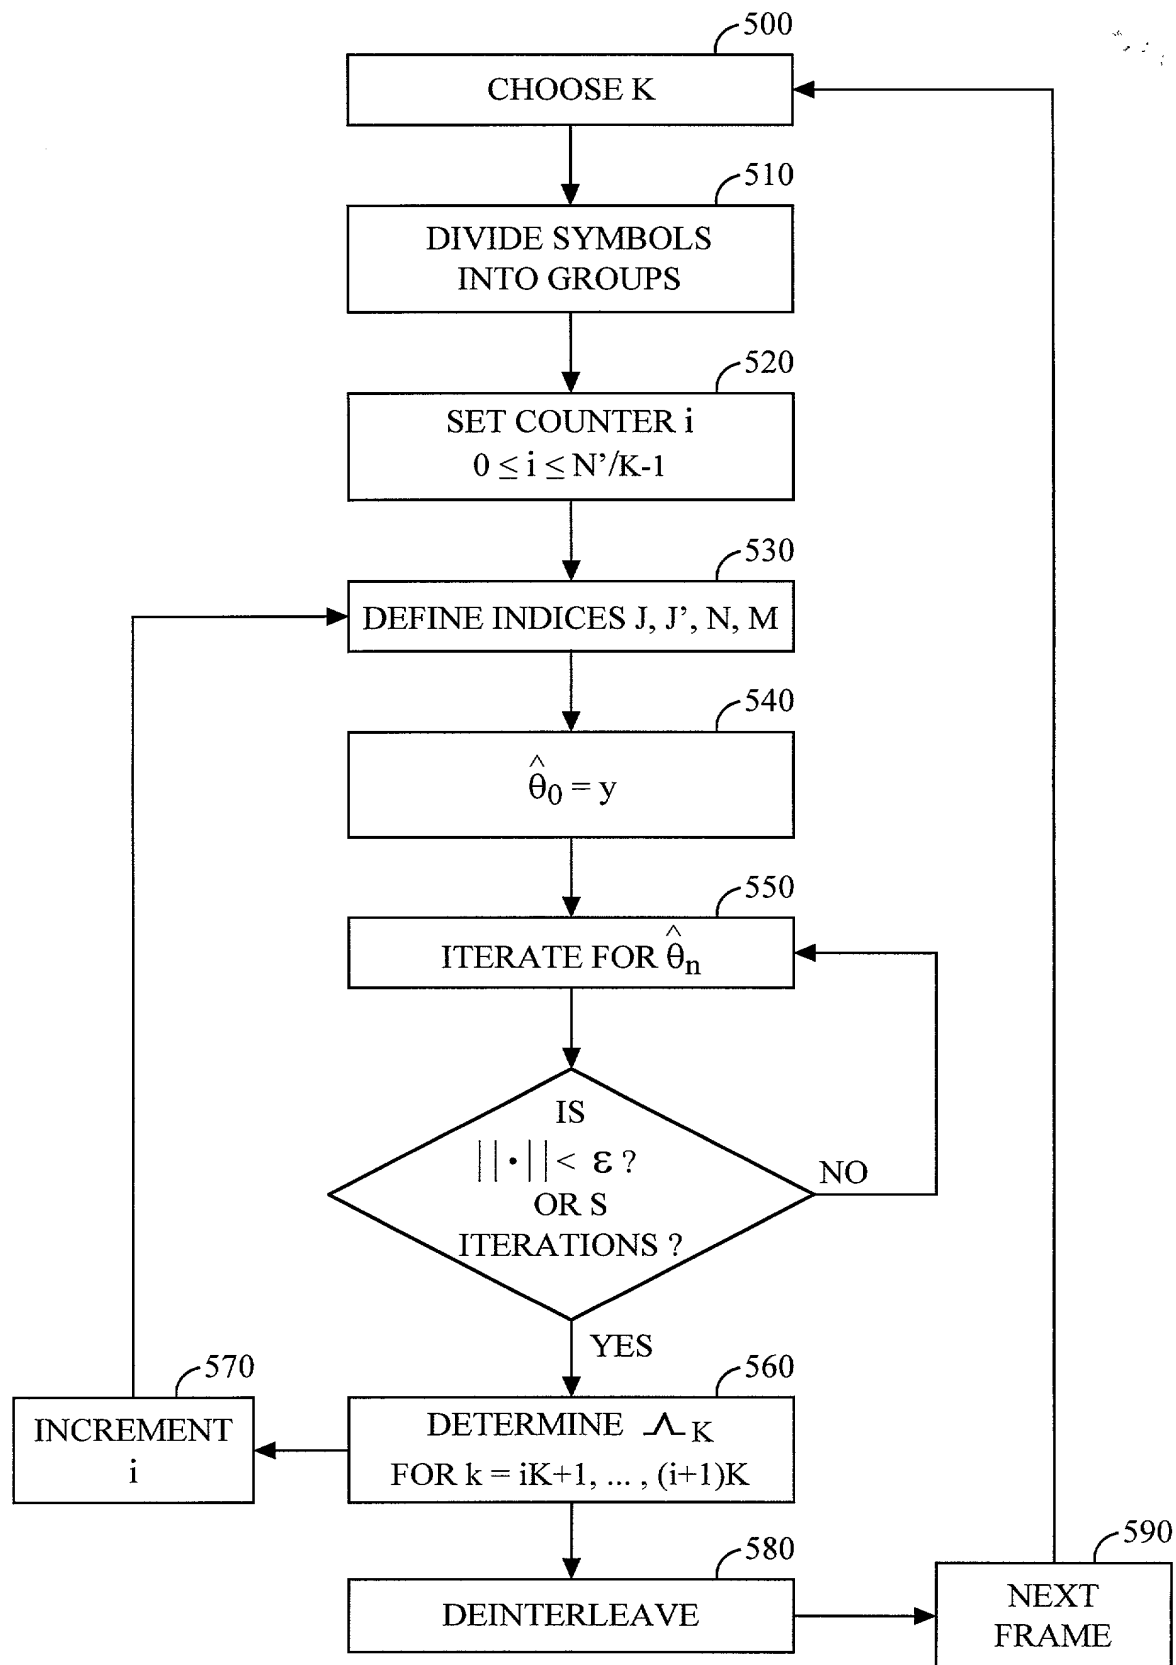 500
CHOOSE K
510
DIVIDE SYMBOLS
INTO GROUPS
520
SET COUNTER i
0 ≤ i ≤ N’/K-1
530
DEFINE INDICES J, J’, N, M
540
θ̂₀ = y
550
ITERATE FOR θ̂ₙ
IS
||·|| < ε ?
OR S
ITERATIONS ?
NO
YES
560
DETERMINE Λ_K
FOR k = iK+1, ... , (i+1)K
570
INCREMENT
i
580
DEINTERLEAVE
590
NEXT
FRAME